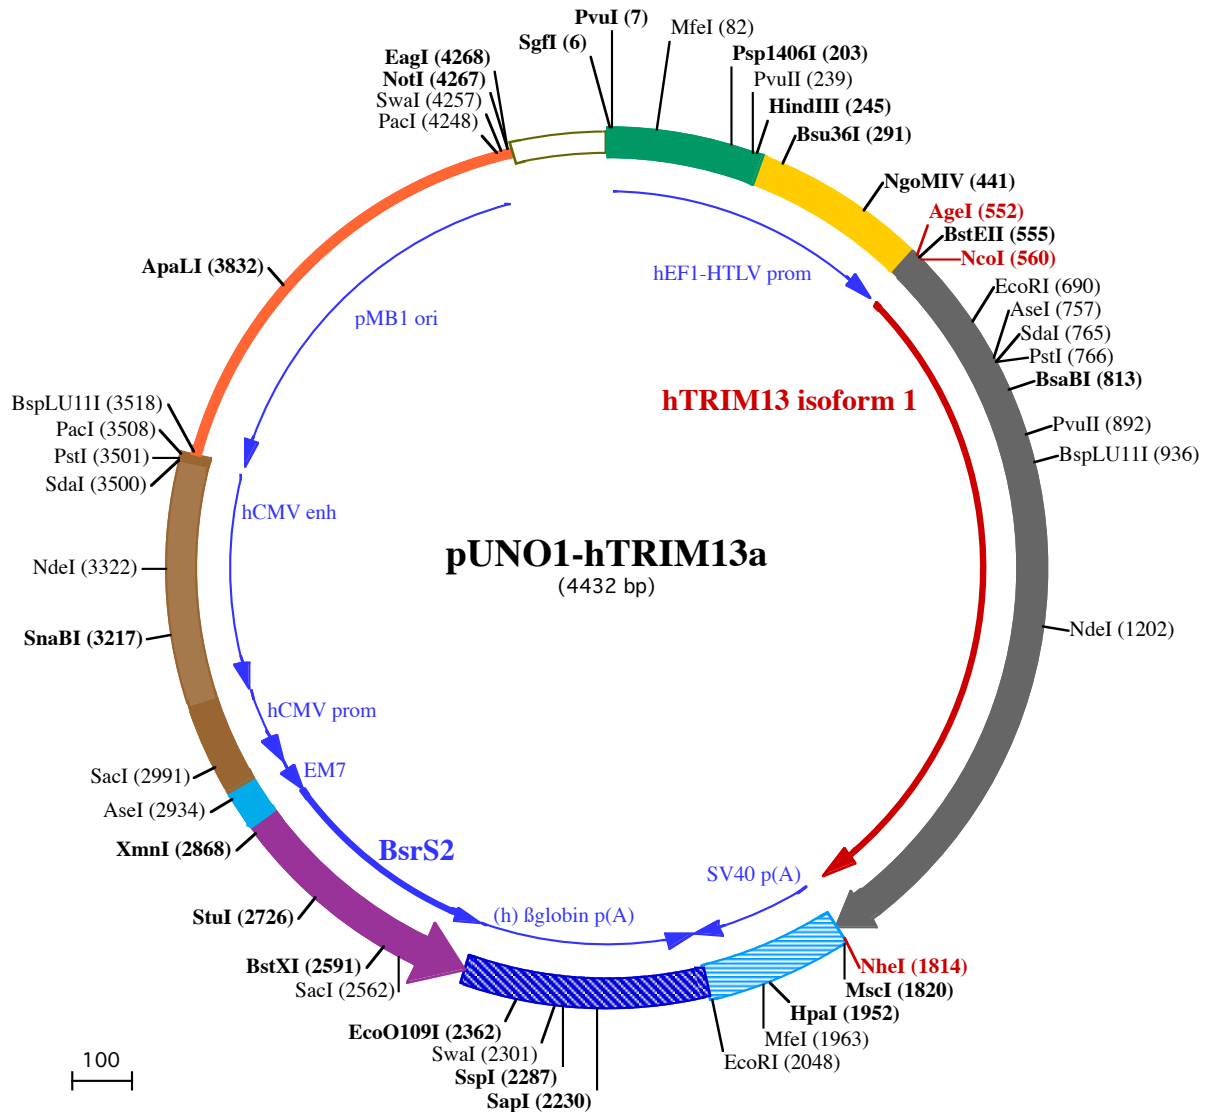 PvuI (7)
SgfI (6)
MfeI (82)
EagI (4268)
Psp1406I (203)
NotI (4267)
PvuII (239)
SwaI (4257)
HindIII (245)
PacI (4248)
Bsu36I (291)
NgoMIV (441)
AgeI (552)
BstEII (555)
NcoI (560)
hEF1-HTLV prom
ApaLI (3832)
EcoRI (690)
AseI (757)
pMB1 ori
SdaI (765)
PstI (766)
BsaBI (813)
hTRIM13 isoform 1
BspLU11I (3518)
PacI (3508)
PvuII (892)
PstI (3501)
BspLU11I (936)
SdaI (3500)
hCMV enh
pUNO1-hTRIM13a
(4432 bp)
NdeI (3322)
NdeI (1202)
SnaBI (3217)
hCMV prom
EM7
SacI (2991)
AseI (2934)
XmnI (2868)
BsrS2
SV40 p(A)
StuI (2726)
(h) ßglobin p(A)
BstXI (2591)
NheI (1814)
SacI (2562)
MscI (1820)
HpaI (1952)
EcoO109I (2362)
MfeI (1963)
SwaI (2301)
EcoRI (2048)
SspI (2287)
SapI (2230)
100